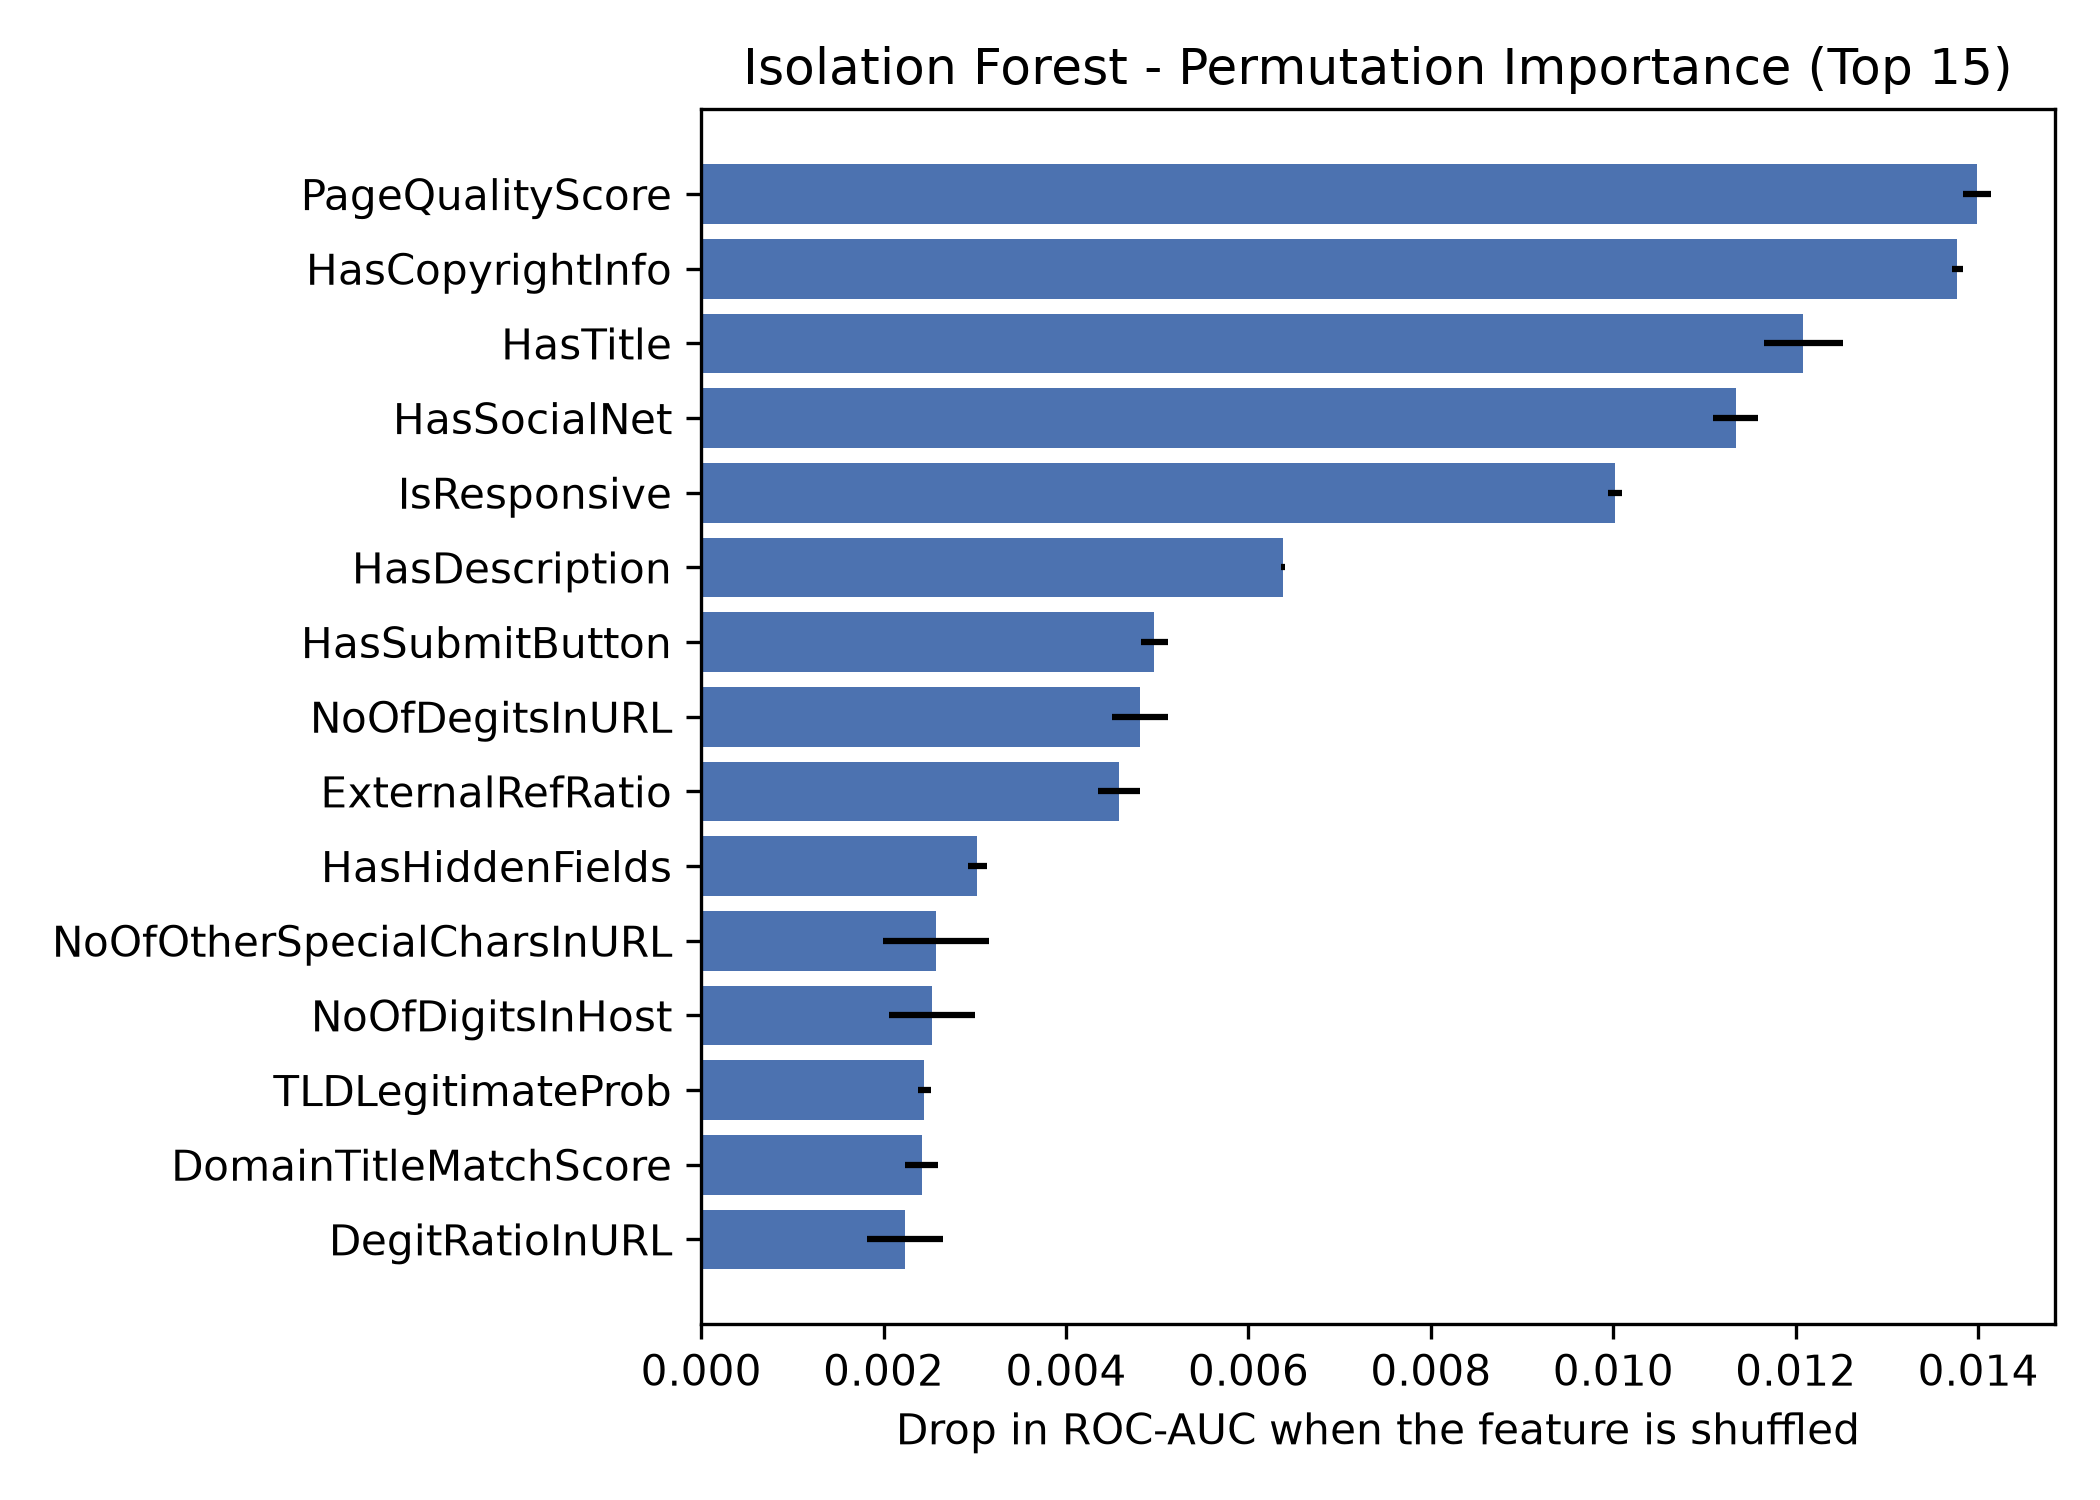 Isolation Forest - Permutation Importance (Top 15)
PageQualityScore
HasCopyrightInfo
HasTitle
HasSocialNet
IsResponsive
HasDescription
HasSubmitButton
NoOfDegitsInURL
ExternalRefRatio
HasHiddenFields
NoOfOtherSpecialCharsInURL
NoOfDigitsInHost
TLDLegitimateProb
DomainTitleMatchScore
DegitRatioInURL
0.000 0.002 0.004 0.006 0.008 0.010 0.012 0.014
Drop in ROC-AUC when the feature is shuffled